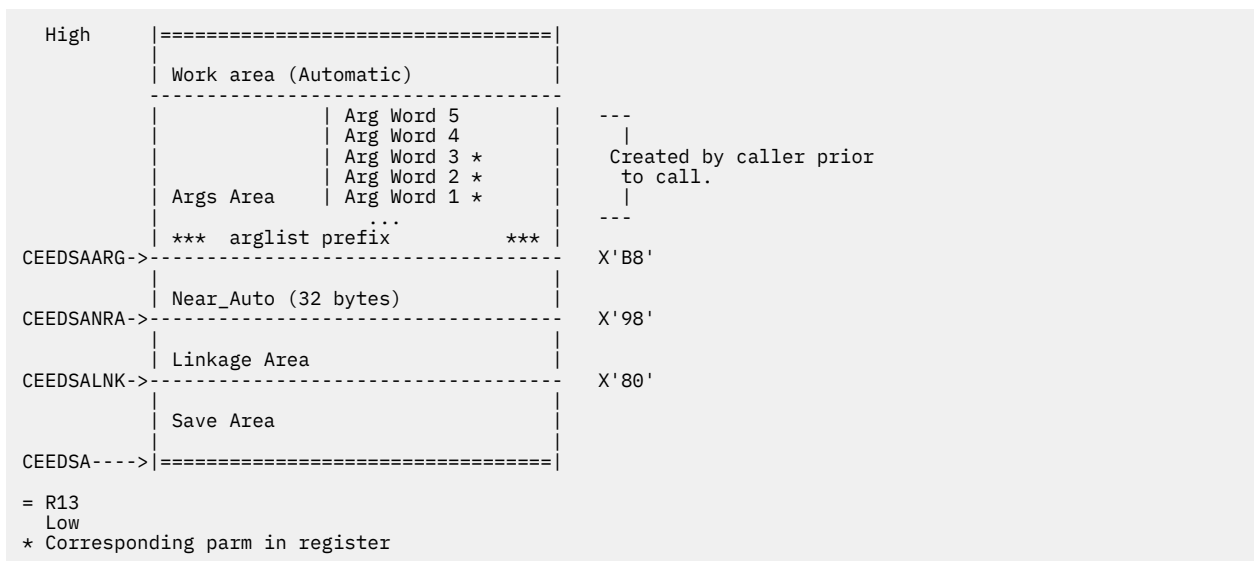 High |==================================|
| |
| Work area (Automatic) |
------------------------------------
| | Arg Word 5 | ---
| | Arg Word 4 | |
| | Arg Word 3 * | Created by caller prior
| | Arg Word 2 * | to call.
| Args Area | Arg Word 1 * | |
| ... | ---
| *** arglist prefix *** |
CEEDSAARG->------------------------------------ X'B8'
| |
| Near_Auto (32 bytes) |
CEEDSANRA->------------------------------------ X'98'
| |
| Linkage Area |
CEEDSALNK->------------------------------------ X'80'
| |
| Save Area |
| |
CEEDSA---->|==================================|
= R13
Low
* Corresponding parm in register